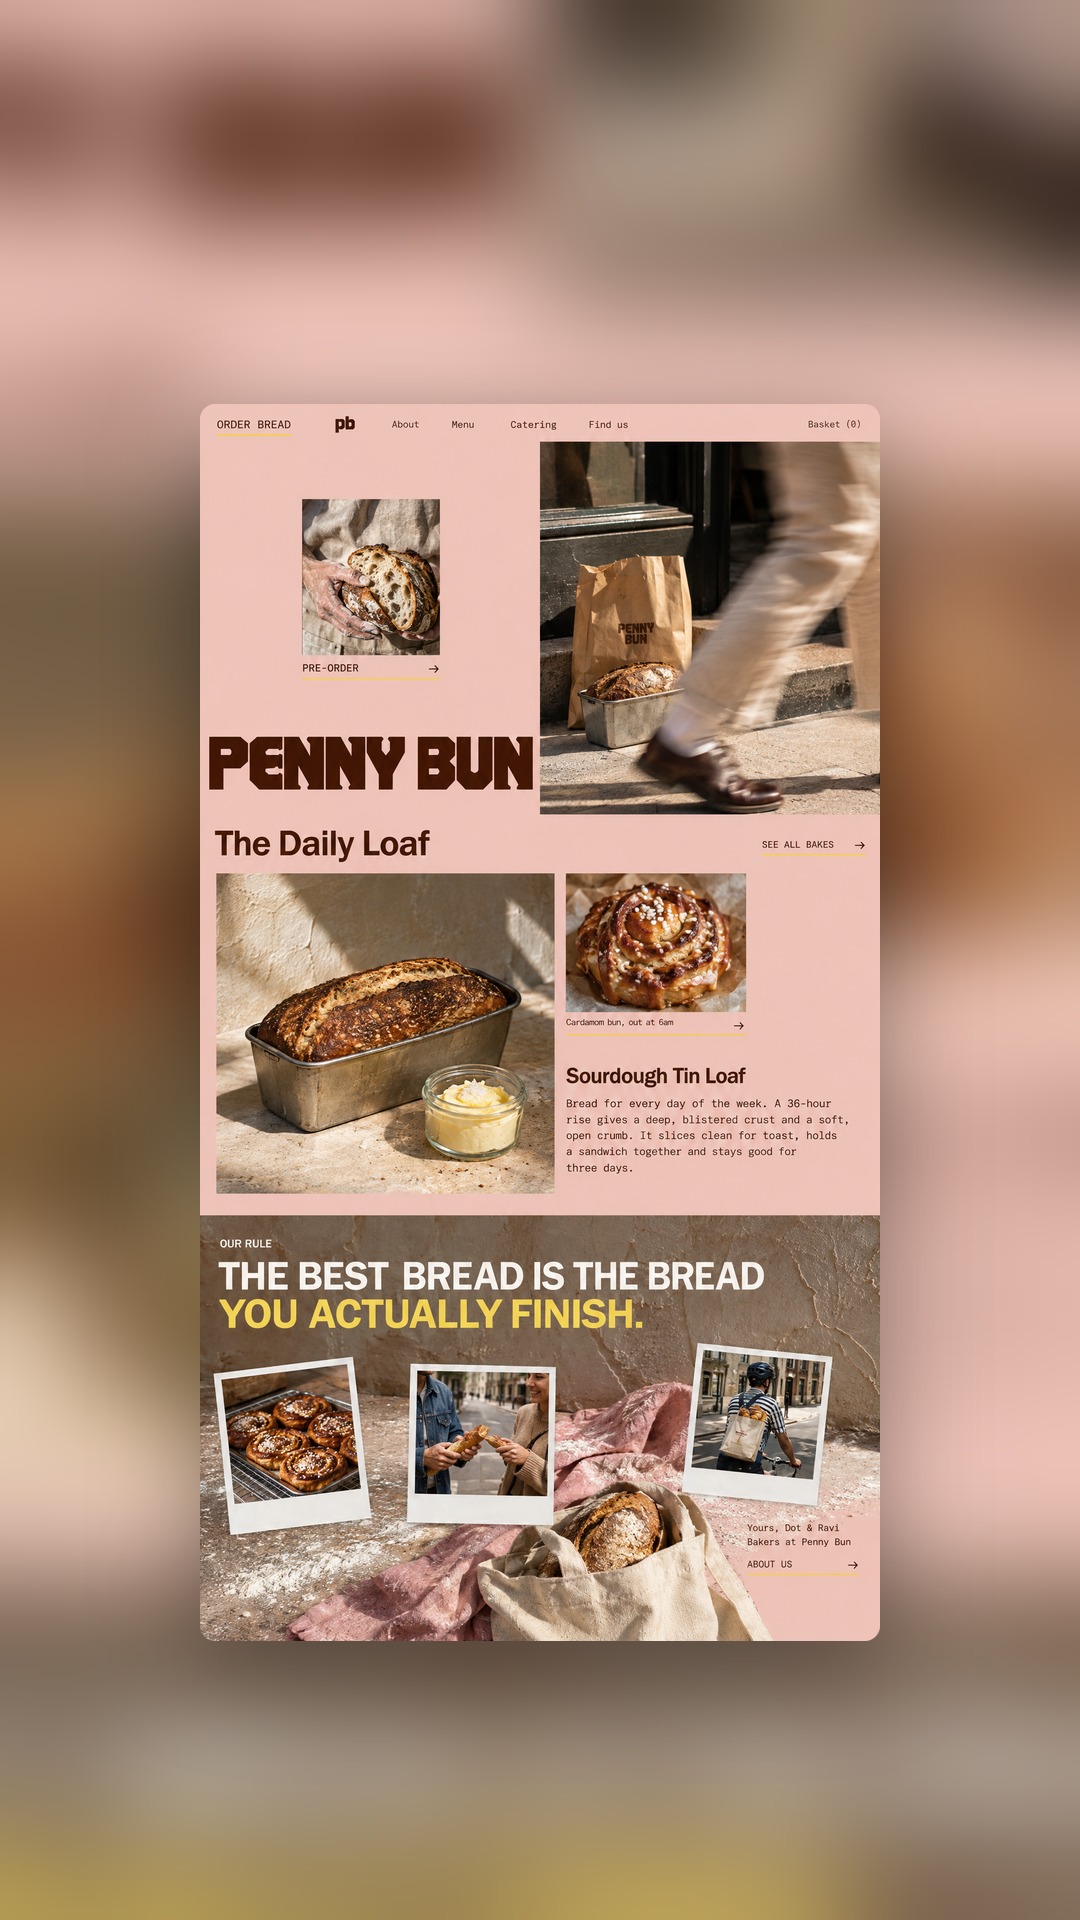 ORDER BREAD
pb
About
Menu
Catering
Find us
Basket (0)
PRE-ORDER
PENNY
BUN
PENNY BUN
The Daily Loaf
SEE ALL BAKES
Cardamom bun, out at 6am
Sourdough Tin Loaf
Bread for every day of the week. A 36-hour
rise gives a deep, blistered crust and a soft,
open crumb. It slices clean for toast, holds
a sandwich together and stays good for
three days.
OUR RULE
THE BEST BREAD IS THE BREAD
YOU ACTUALLY FINISH.
Yours, Dot & Ravi
Bakers at Penny Bun
ABOUT US